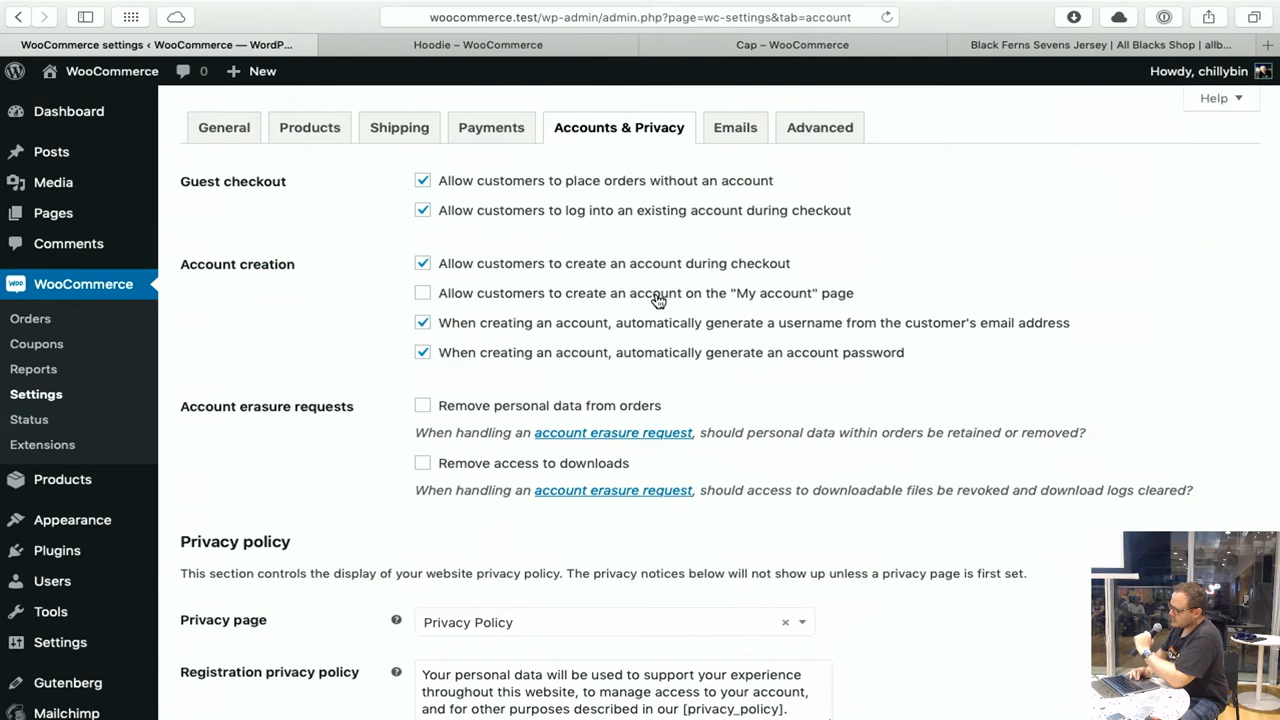 woocommerce.test/wp-admin/admin.php?page=wc-settings&tab=account
WooCommerce settings ‹ WooCommerce — WordP...
Hoodie – WooCommerce
Cap – WooCommerce
Black Ferns Sevens Jersey | All Blacks Shop | allb...
WooCommerce
0
New
Howdy, chillybin
Help
Dashboard
Posts
Media
Pages
Comments
WooCommerce
Orders
Coupons
Reports
Settings
Status
Extensions
Products
Appearance
Plugins
Users
Tools
Settings
Gutenberg
Mailchimp
General
Products
Shipping
Payments
Accounts & Privacy
Emails
Advanced
Guest checkout
Allow customers to place orders without an account
Allow customers to log into an existing account during checkout
Account creation
Allow customers to create an account during checkout
Allow customers to create an account on the "My account" page
When creating an account, automatically generate a username from the customer's email address
When creating an account, automatically generate an account password
Account erasure requests
Remove personal data from orders
When handling an account erasure request, should personal data within orders be retained or removed?
Remove access to downloads
When handling an account erasure request, should access to downloadable files be revoked and download logs cleared?
Privacy policy
This section controls the display of your website privacy policy. The privacy notices below will not show up unless a privacy page is first set.
Privacy page
Privacy Policy
Registration privacy policy
Your personal data will be used to support your experience
throughout this website, to manage access to your account,
and for other purposes described in our [privacy_policy].